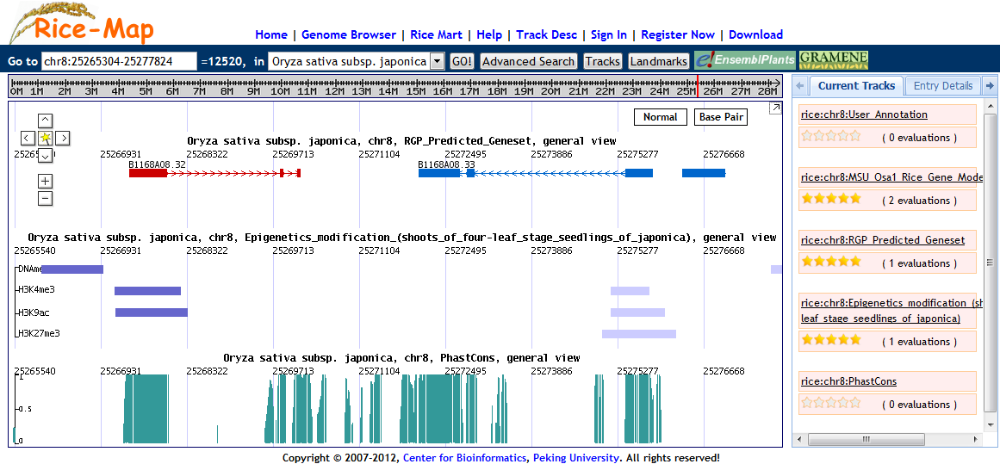 Rice-Map
Home | Genome Browser | Rice Mart | Help | Track Desc | Sign In | Register Now | Download
Go to chr8:25265304-25277824 =12520, in Oryza sativa subsp. japonica GO! Advanced Search Tracks Landmarks e! EnsemblPlants GRAMENE
0M 1M 2M 3M 4M 5M 6M 7M 8M 9M 10M 11M 12M 13M 14M 15M 16M 17M 18M 19M 20M 21M 22M 23M 24M 25M 26M 27M 28M
Normal Base Pair
Oryza sativa subsp. japonica, chr8, RGP_Predicted_Geneset, general view
25266931 25268322 25269713 25271104 25272495 25273886 25275277 25276668
B1168A08.32 B1168A08.33
Oryza sativa subsp. japonica, chr8, Epigenetics_modification_(shoots_of_four-leaf_stage_seedlings_of_japonica), general view
25265540 25266931 25268322 25269713 25271104 25272495 25273886 25275277 25276668
DNAme
H3K4me3
H3K9ac
H3K27me3
Oryza sativa subsp. japonica, chr8, PhastCons, general view
25265540 25266931 25268322 25269713 25271104 25272495 25273886 25275277 25276668
1
0.5
0
Current Tracks Entry Details
rice:chr8:User_Annotation
( 0 evaluations )
rice:chr8:MSU_Osa1_Rice_Gene_Mode
( 2 evaluations )
rice:chr8:RGP_Predicted_Geneset
( 1 evaluations )
rice:chr8:Epigenetics_modification_(sh
leaf_stage_seedlings_of_japonica)
( 1 evaluations )
rice:chr8:PhastCons
( 0 evaluations )
Copyright © 2007-2012, Center for Bioinformatics, Peking University. All rights reserved!